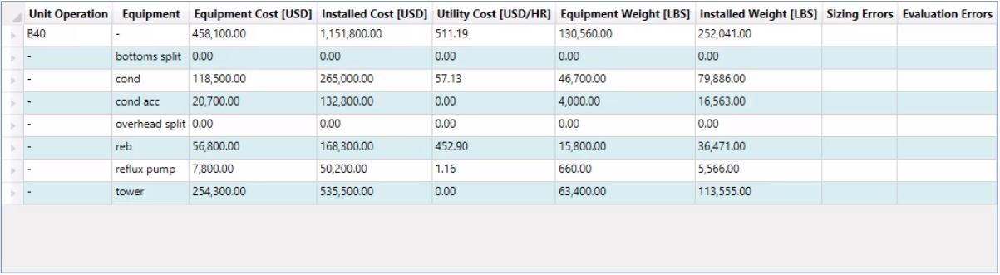 Unit Operation Equipment Equipment Cost [USD] Installed Cost [USD] Utility Cost [USD/HR] Equipment Weight [LBS] Installed Weight [LBS] Sizing Errors Evaluation Errors
B40 - 458,100.00 1,151,800.00 511.19 130,560.00 252,041.00
- bottoms split 0.00 0.00 0.00 0.00 0.00
- cond 118,500.00 265,000.00 57.13 46,700.00 79,886.00
- cond acc 20,700.00 132,800.00 0.00 4,000.00 16,563.00
- overhead split 0.00 0.00 0.00 0.00 0.00
- reb 56,800.00 168,300.00 452.90 15,800.00 36,471.00
- reflux pump 7,800.00 50,200.00 1.16 660.00 5,566.00
- tower 254,300.00 535,500.00 0.00 63,400.00 113,555.00